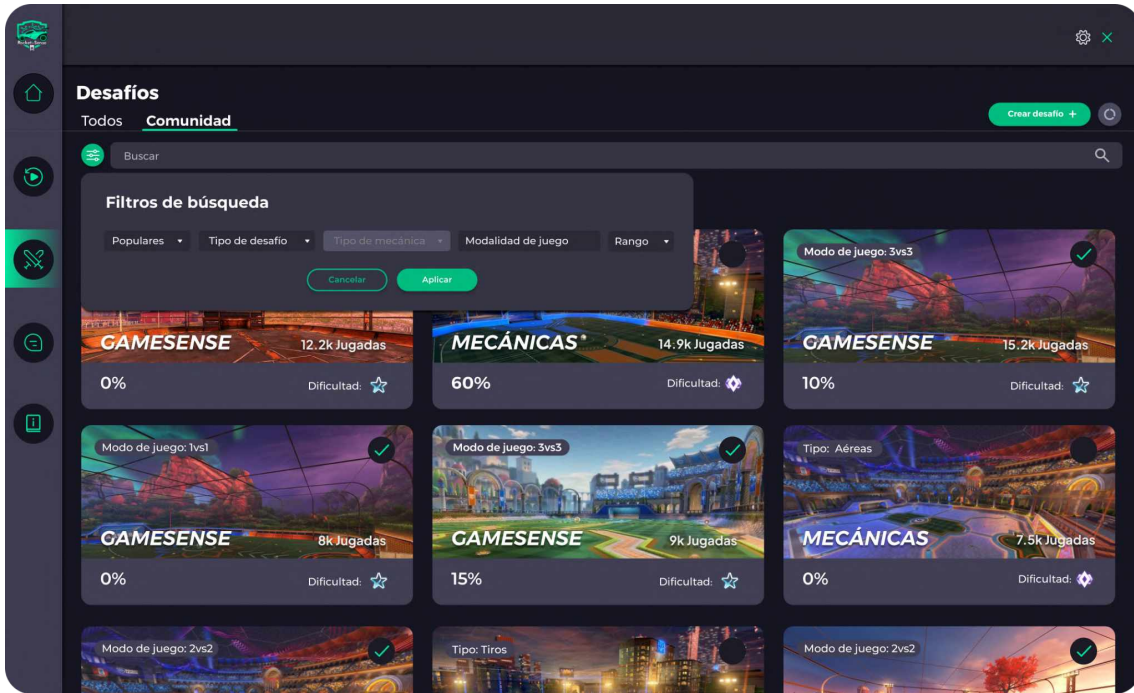 Desafíos
Todos Comunidad
Crear desafío +
Buscar
Filtros de búsqueda
Populares Tipo de desafío Tipo de mecánica Modalidad de juego Rango
Cancelar Aplicar
Modo de juego: 3vs3
GAMESENSE 12.2k Jugadas
0% Dificultad:
MECÁNICAS 14.9k Jugadas
60% Dificultad:
GAMESENSE 15.2k Jugadas
10% Dificultad:
Modo de juego: 1vs1
GAMESENSE 8k Jugadas
0% Dificultad:
Modo de juego: 3vs3
GAMESENSE 9k Jugadas
15% Dificultad:
Tipo: Aéreas
MECÁNICAS 7.5k Jugadas
0% Dificultad:
Modo de juego: 2vs2
Tipo: Tiros
Modo de juego: 2vs2